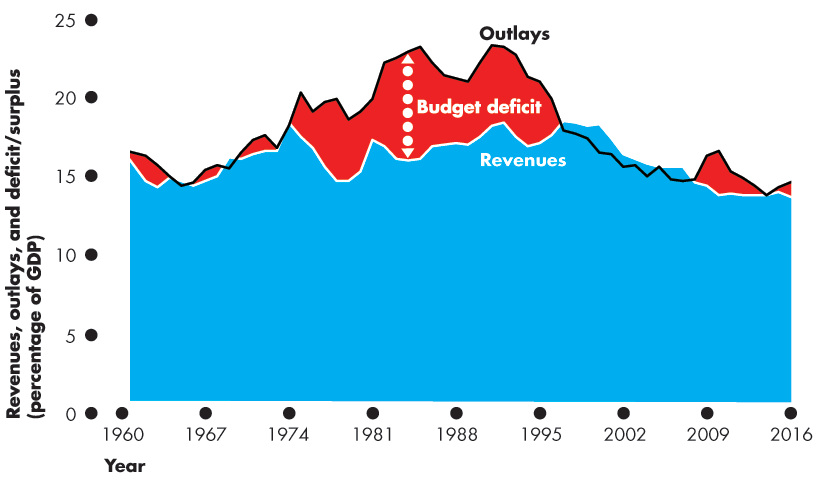 Revenues, outlays, and deficit/surplus
(percentage of GDP)
25
20
15
10
5
0
Outlays
Budget deficit
Revenues
1960 1967 1974 1981 1988 1995 2002 2009 2016
Year